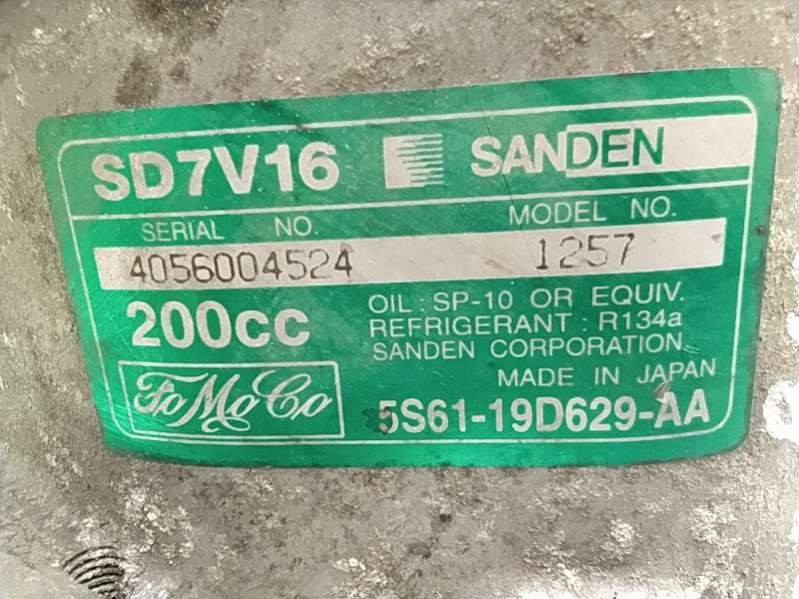 SD7V16 SANDEN
SERIAL NO. MODEL NO.
4056004524 1257
200cc
OIL : SP-10 OR EQUIV.
REFRIGERANT : R134a
SANDEN CORPORATION
MADE IN JAPAN
FoMoCo 5S61-19D629-AA